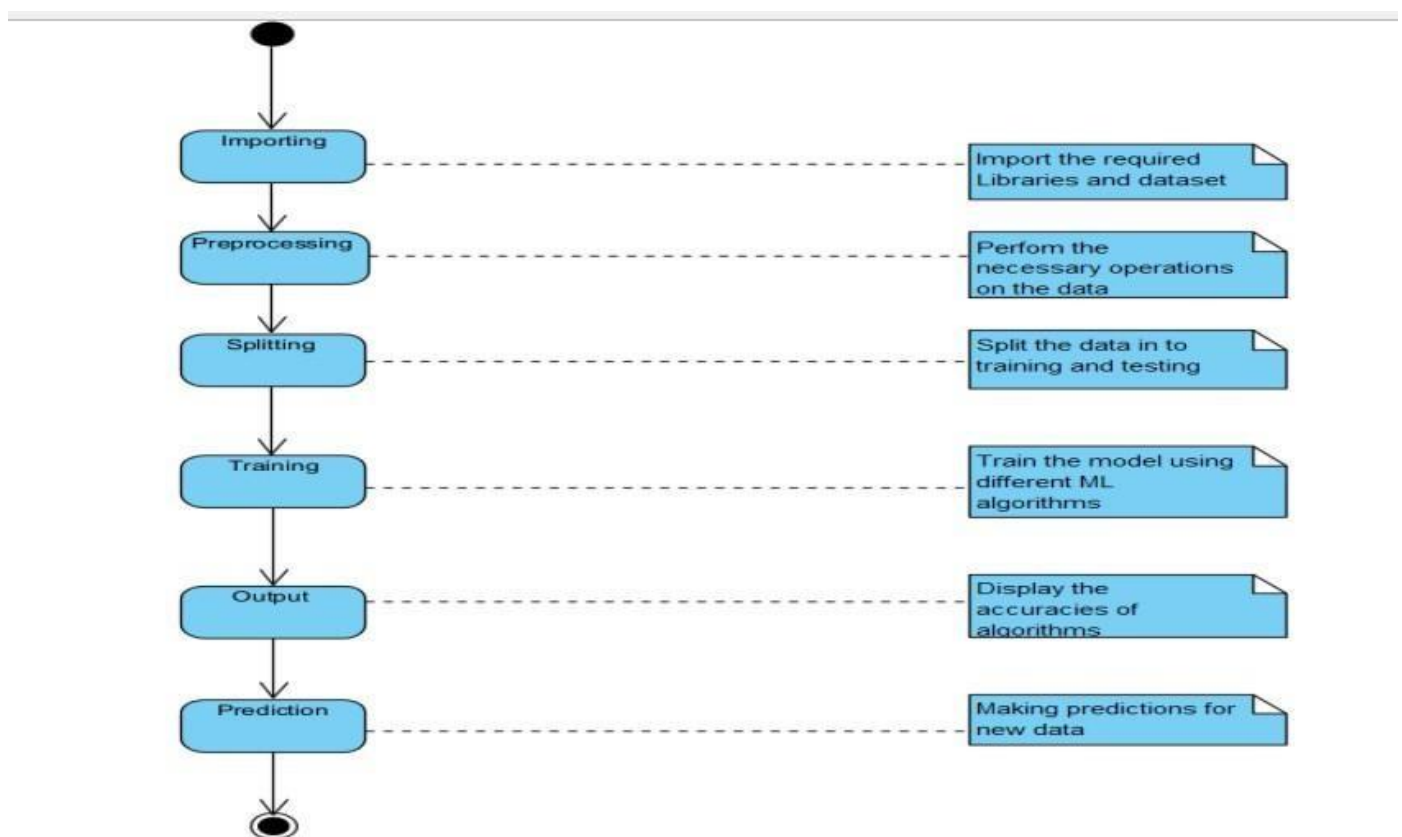 Importing
Import the required
Libraries and dataset
Preprocessing
Perfom the
necessary operations
on the data
Splitting
Split the data in to
training and testing
Training
Train the model using
different ML
algorithms
Output
Display the
accuracies of
algorithms
Prediction
Making predictions for
new data